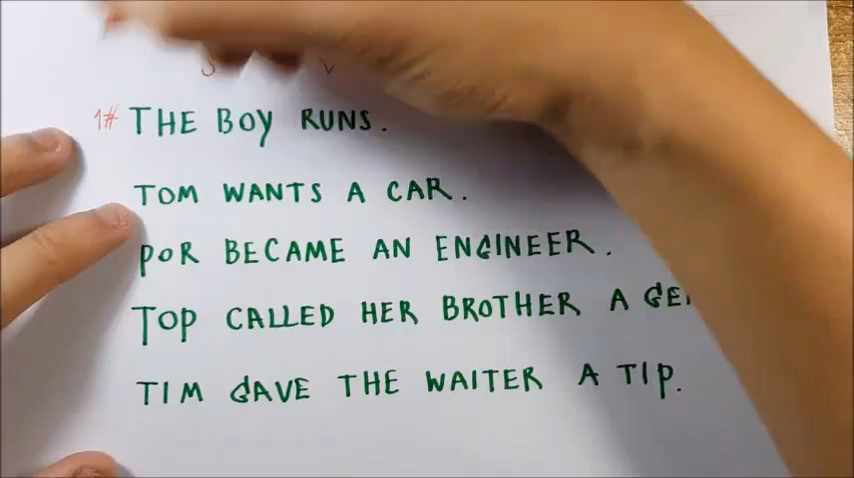 S V
1# THE BOY RUNS.
TOM WANTS A CAR.
POR BECAME AN ENGINEER.
TOP CALLED HER BROTHER A
TIM GAVE THE WAITER A TIP.